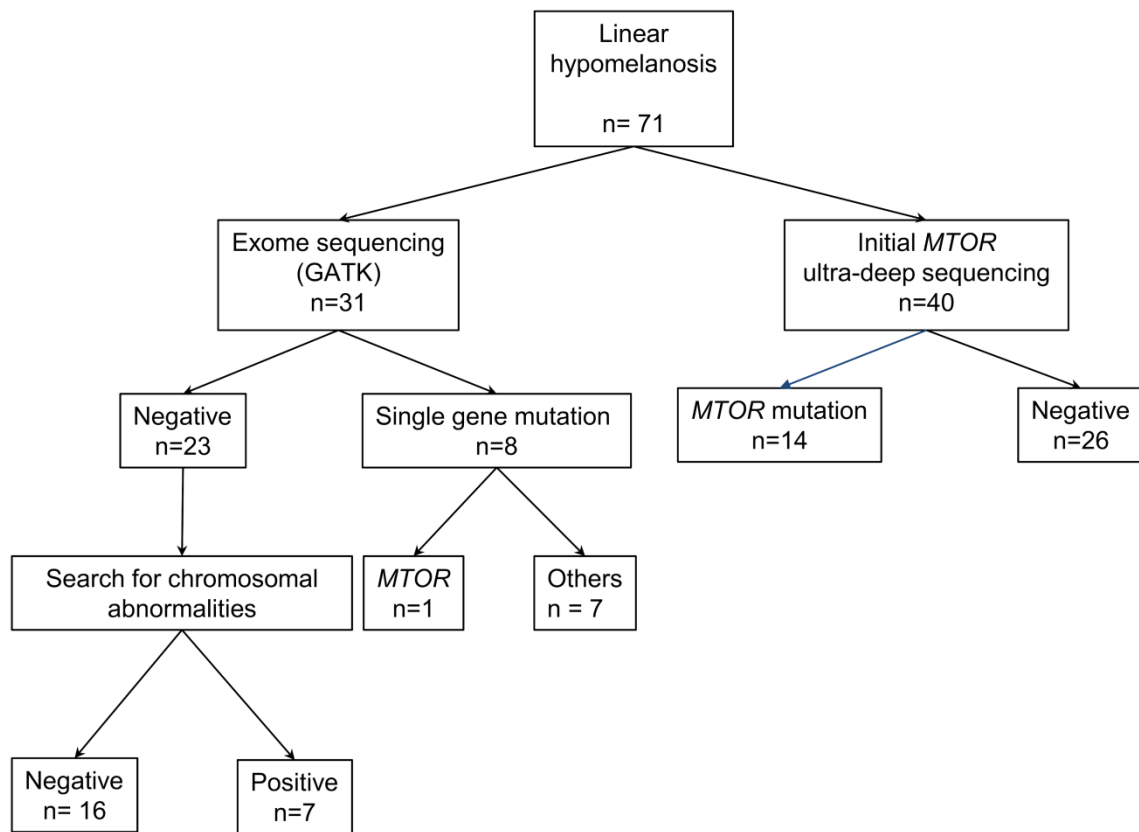 Linear
hypomelanosis
n= 71
Exome sequencing
(GATK)
n=31
Initial MTOR
ultra-deep sequencing
n=40
Negative
n=23
Single gene mutation
n=8
MTOR mutation
n=14
Negative
n=26
Search for chromosomal
abnormalities
MTOR
n=1
Others
n = 7
Negative
n= 16
Positive
n=7